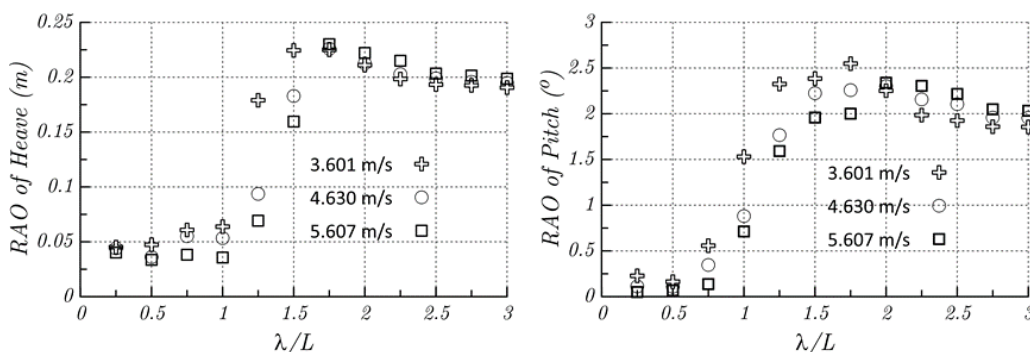 RAO of Heave (m)
0.25
0.2
0.15
0.1
0.05
0
0 0.5 1 1.5 2 2.5 3
λ/L
3.601 m/s
4.630 m/s
5.607 m/s
RAO of Pitch (°)
3
2.5
2
1.5
1
0.5
0
0 0.5 1 1.5 2 2.5 3
λ/L
3.601 m/s
4.630 m/s
5.607 m/s